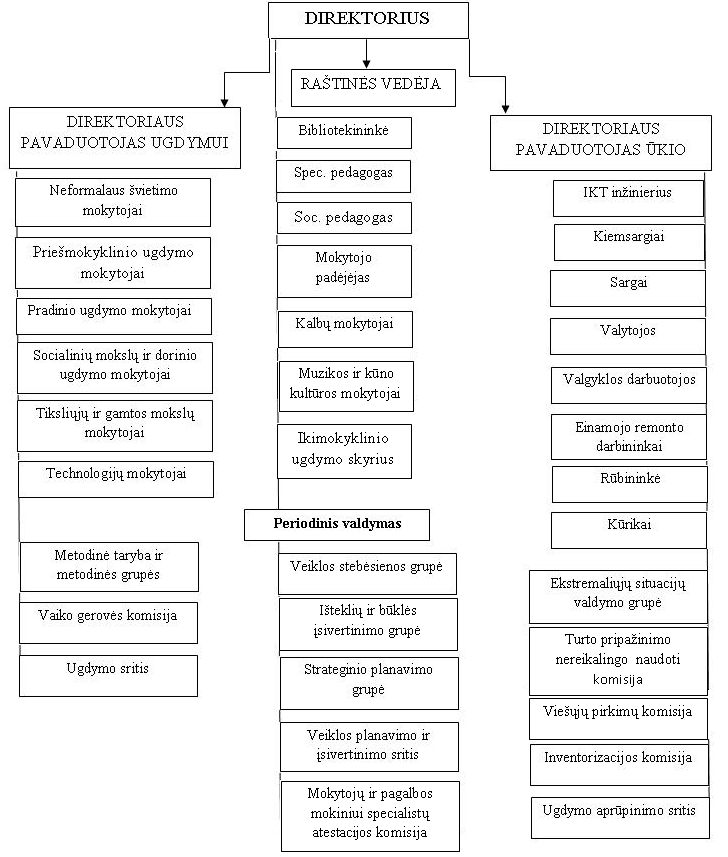 DIREKTORIUS
RAŠTINĖS VEDĖJA
DIREKTORIAUS
PAVADUOTOJAS UGDYMUI
Neformalaus švietimo
mokytojai
Priešmokyklinio ugdymo
mokytojai
Pradinio ugdymo mokytojai
Socialinių mokslų ir dorinio
ugdymo mokytojai
Tiksliųjų ir gamtos mokslų
mokytojai
Technologijų mokytojai
Metodinė taryba ir
metodinės grupės
Vaiko gerovės komisija
Ugdymo sritis
Bibliotekininkė
Spec. pedagogas
Soc. pedagogas
Mokytojo
padėjėjas
Kalbų mokytojai
Muzikos ir kūno
kultūros mokytojai
Ikimokyklinio
ugdymo skyrius
Periodinis valdymas
Veiklos stebėsienos grupė
Išteklių ir būklės
įsivertinimo grupė
Strateginio planavimo
grupė
Veiklos planavimo ir
įsivertinimo sritis
Mokytojų ir pagalbos
mokiniui specialistų
atestacijos komisija
DIREKTORIAUS
PAVADUOTOJAS ŪKIO
IKT inžinierius
Kiemsargiai
Sargai
Valytojos
Valgyklos darbuotojos
Einamojo remonto
darbininkai
Rūbininkė
Kūrikai
Ekstremaliųjų situacijų
valdymo grupė
Turto pripažinimo
nereikalingo naudoti
komisija
Viešųjų pirkimų komisija
Inventorizacijos komisija
Ugdymo aprūpinimo sritis